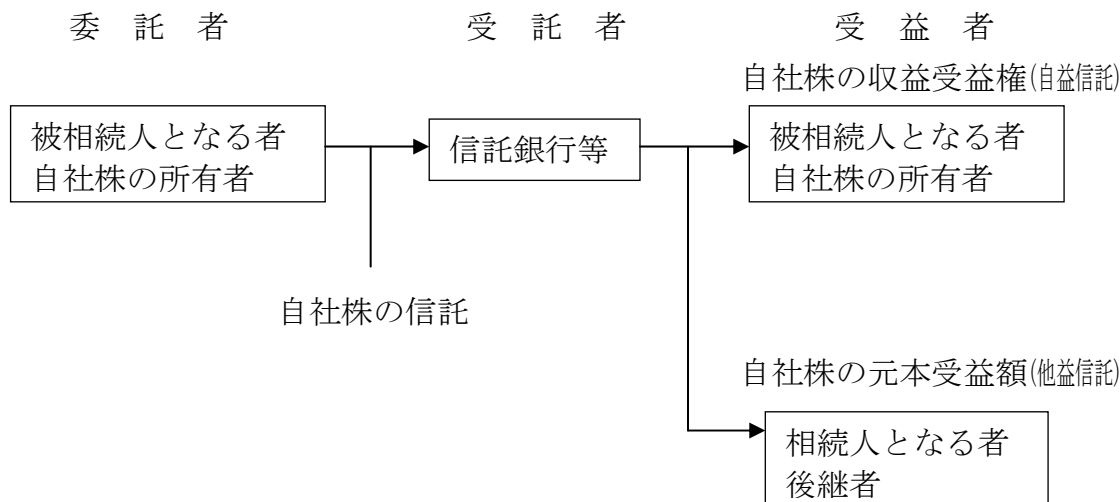 委託者
受託者
受益者
自社株の収益受益権(自益信託)
被相続人となる者
自社株の所有者
信託銀行等
被相続人となる者
自社株の所有者
自社株の信託
自社株の元本受益額(他益信託)
相続人となる者
後継者